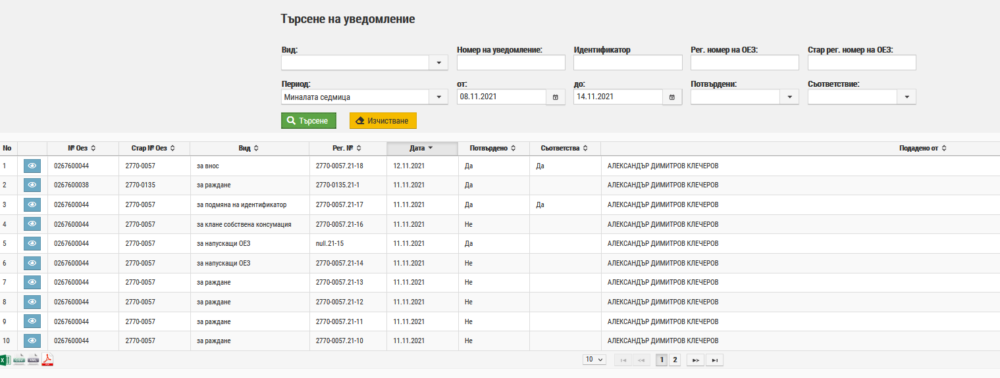 Търсене на уведомление
Вид: Номер на уведомление: Идентификатор Рег. номер на ОЕЗ: Стар рег. номер на ОЕЗ:
Период: от: до: Потвърдени: Съответствие:
Миналата седмица 08.11.2021 14.11.2021
Търсене Изчистване
No № Оез Стар № Оез Вид Рег. № Дата Потвърдено Съответства Подадено от
1 0267600044 2770-0057 за внос 2770-0057.21-18 12.11.2021 Да Да АЛЕКСАНДЪР ДИМИТРОВ КЛЕЧЕРОВ
2 0267600038 2770-0135 за раждане 2770-0135.21-1 11.11.2021 Да АЛЕКСАНДЪР ДИМИТРОВ КЛЕЧЕРОВ
3 0267600044 2770-0057 за подмяна на идентификатор 2770-0057.21-17 11.11.2021 Да Да АЛЕКСАНДЪР ДИМИТРОВ КЛЕЧЕРОВ
4 0267600044 2770-0057 за клане собствена консумация 2770-0057.21-16 11.11.2021 Не АЛЕКСАНДЪР ДИМИТРОВ КЛЕЧЕРОВ
5 0267600044 2770-0057 за напускащи ОЕЗ null.21-15 11.11.2021 Да АЛЕКСАНДЪР ДИМИТРОВ КЛЕЧЕРОВ
6 0267600044 2770-0057 за напускащи ОЕЗ 2770-0057.21-14 11.11.2021 Не АЛЕКСАНДЪР ДИМИТРОВ КЛЕЧЕРОВ
7 0267600044 2770-0057 за раждане 2770-0057.21-13 11.11.2021 Не АЛЕКСАНДЪР ДИМИТРОВ КЛЕЧЕРОВ
8 0267600044 2770-0057 за раждане 2770-0057.21-12 11.11.2021 Не АЛЕКСАНДЪР ДИМИТРОВ КЛЕЧЕРОВ
9 0267600044 2770-0057 за раждане 2770-0057.21-11 11.11.2021 Не АЛЕКСАНДЪР ДИМИТРОВ КЛЕЧЕРОВ
10 0267600044 2770-0057 за раждане 2770-0057.21-10 11.11.2021 Не АЛЕКСАНДЪР ДИМИТРОВ КЛЕЧЕРОВ
X CSV XML 10 1 2